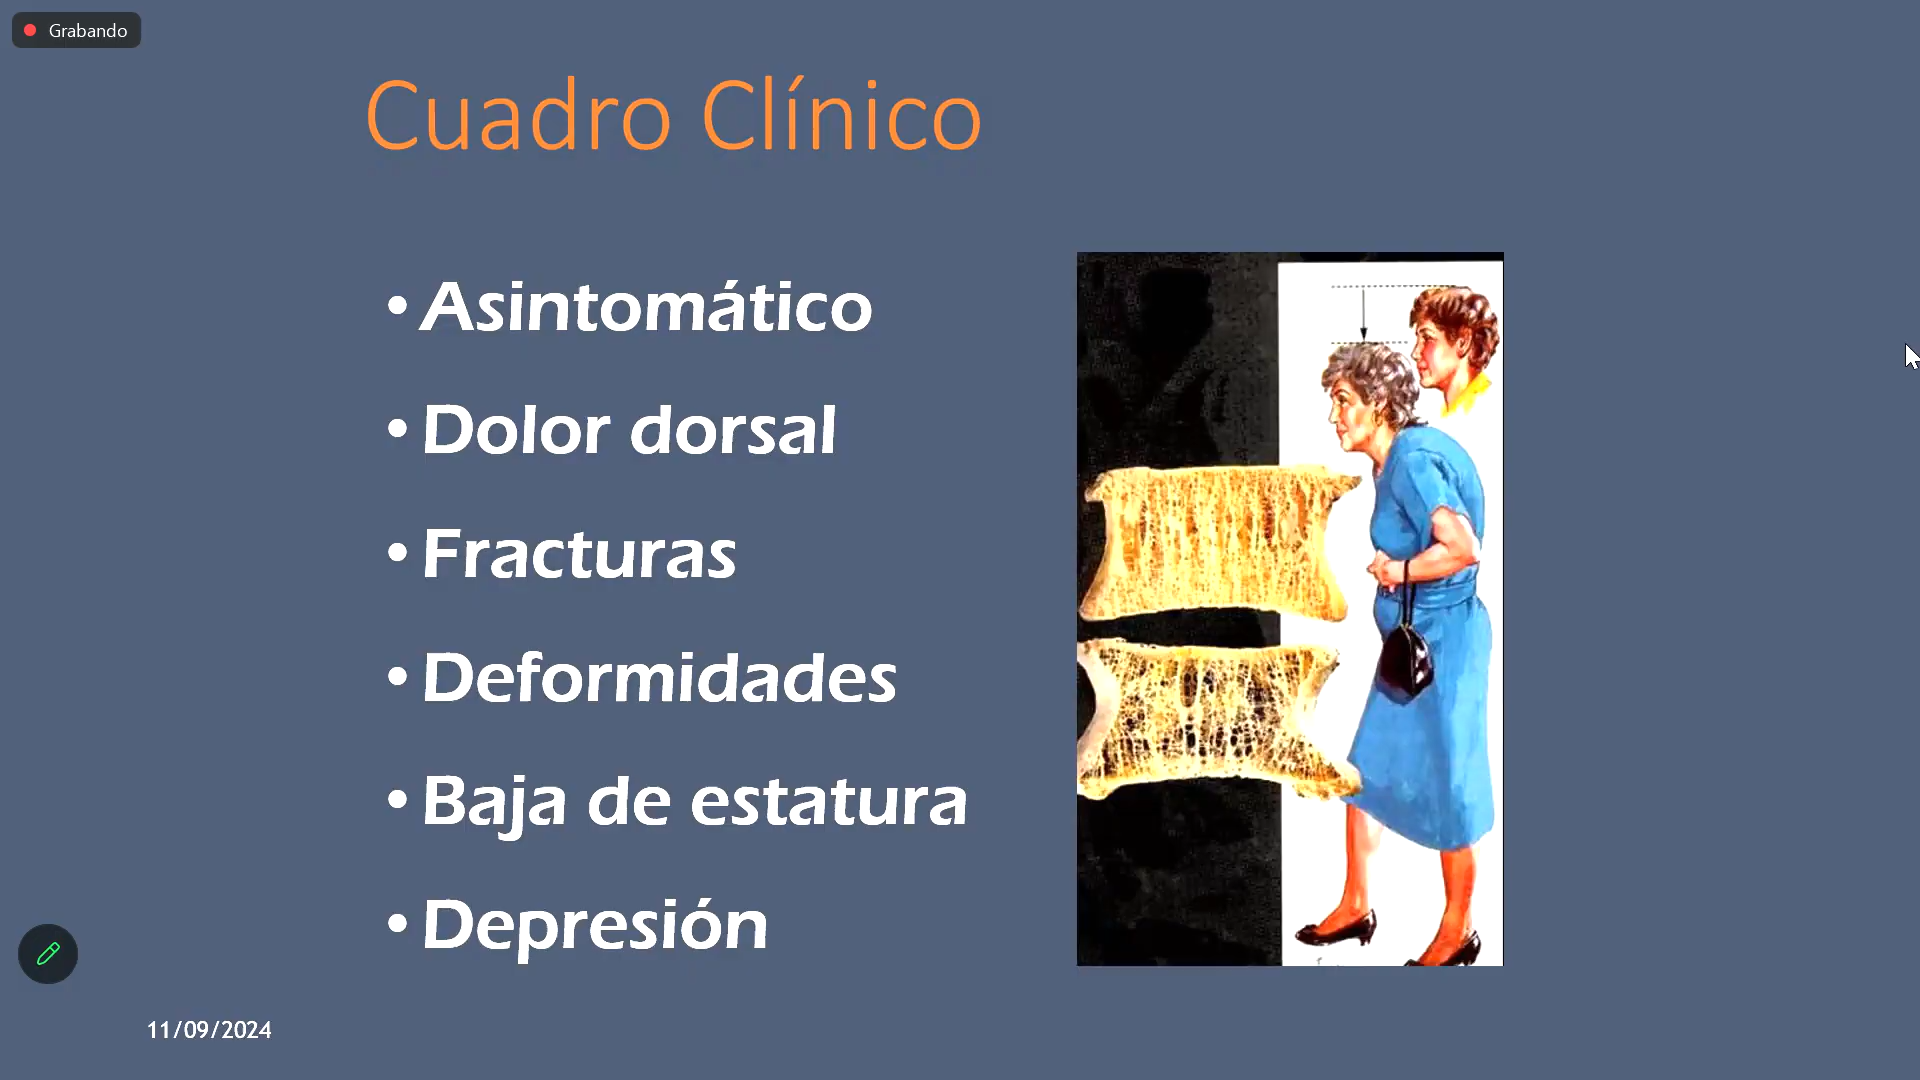 Grabando
Cuadro Clínico
• Asintomático
• Dolor dorsal
• Fracturas
• Deformidades
• Baja de estatura
• Depresión
11/09/2024